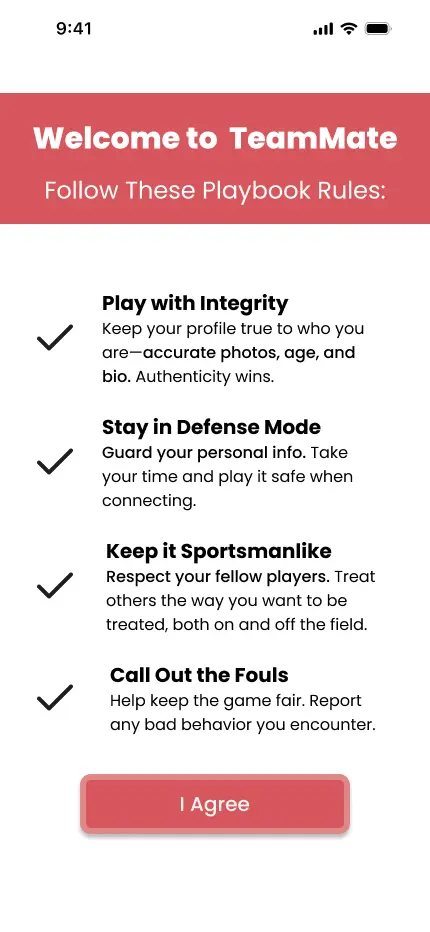 9:41
Welcome to TeamMate
Follow These Playbook Rules:
Play with Integrity
Keep your profile true to who you
are—accurate photos, age, and
bio. Authenticity wins.
Stay in Defense Mode
Guard your personal info. Take
your time and play it safe when
connecting.
Keep it Sportsmanlike
Respect your fellow players. Treat
others the way you want to be
treated, both on and off the field.
Call Out the Fouls
Help keep the game fair. Report
any bad behavior you encounter.
I Agree